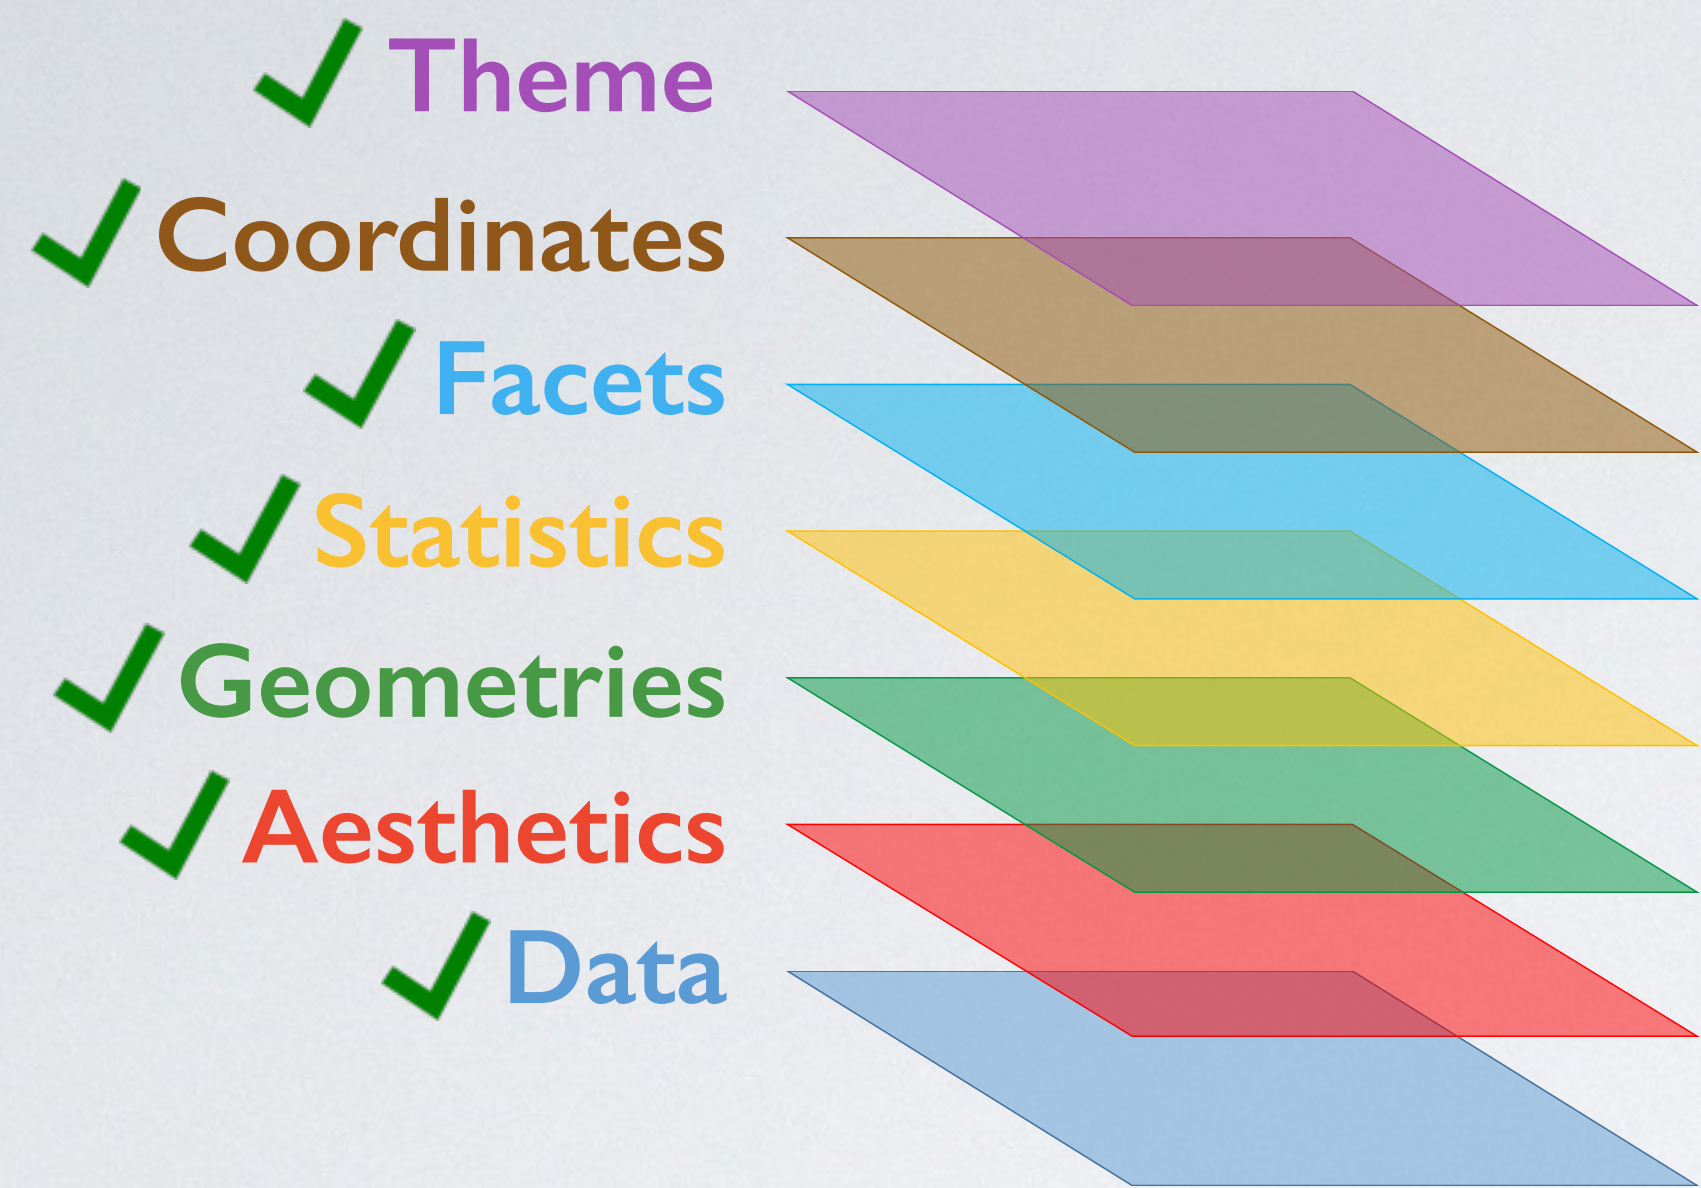 Theme
Coordinates
Facets
Statistics
Geometries
Aesthetics
Data